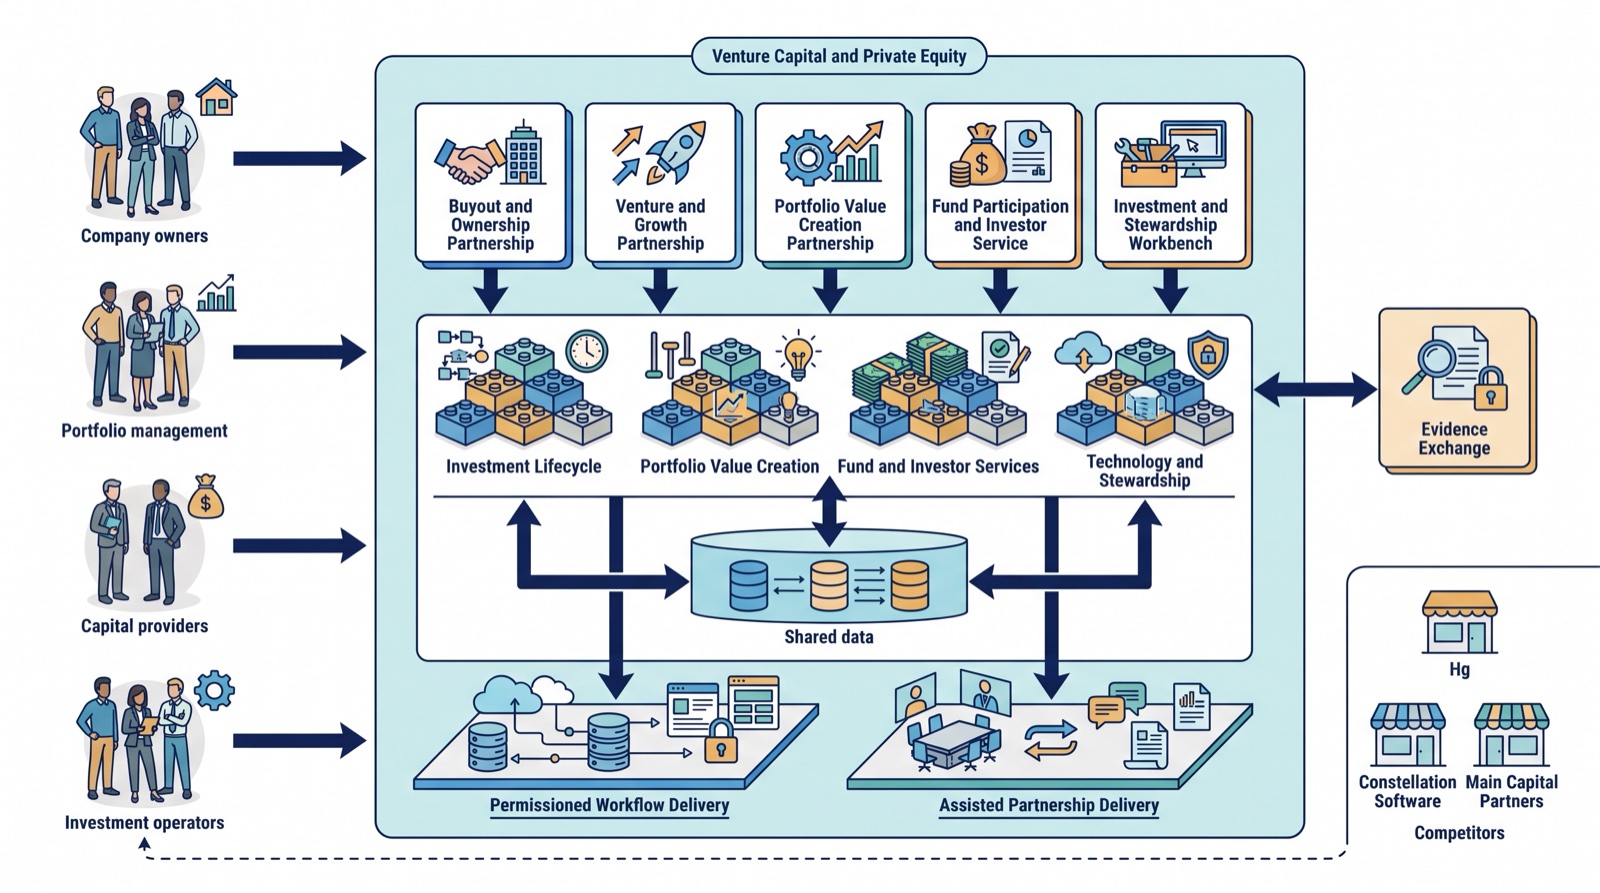 Venture Capital and Private Equity
Company owners
Portfolio management
Capital providers
Investment operators
Buyout and
Ownership
Partnership
Venture and
Growth
Partnership
Portfolio Value
Creation
Partnership
$
Fund Participation
and Investor
Service
Investment and
Stewardship
Workbench
Investment Lifecycle
Portfolio Value Creation
Fund and Investor Services
Technology and
Stewardship
Shared data
Permissioned Workflow Delivery
Assisted Partnership Delivery
Evidence
Exchange
$
Hg
Constellation
Software
Main Capital
Partners
Competitors